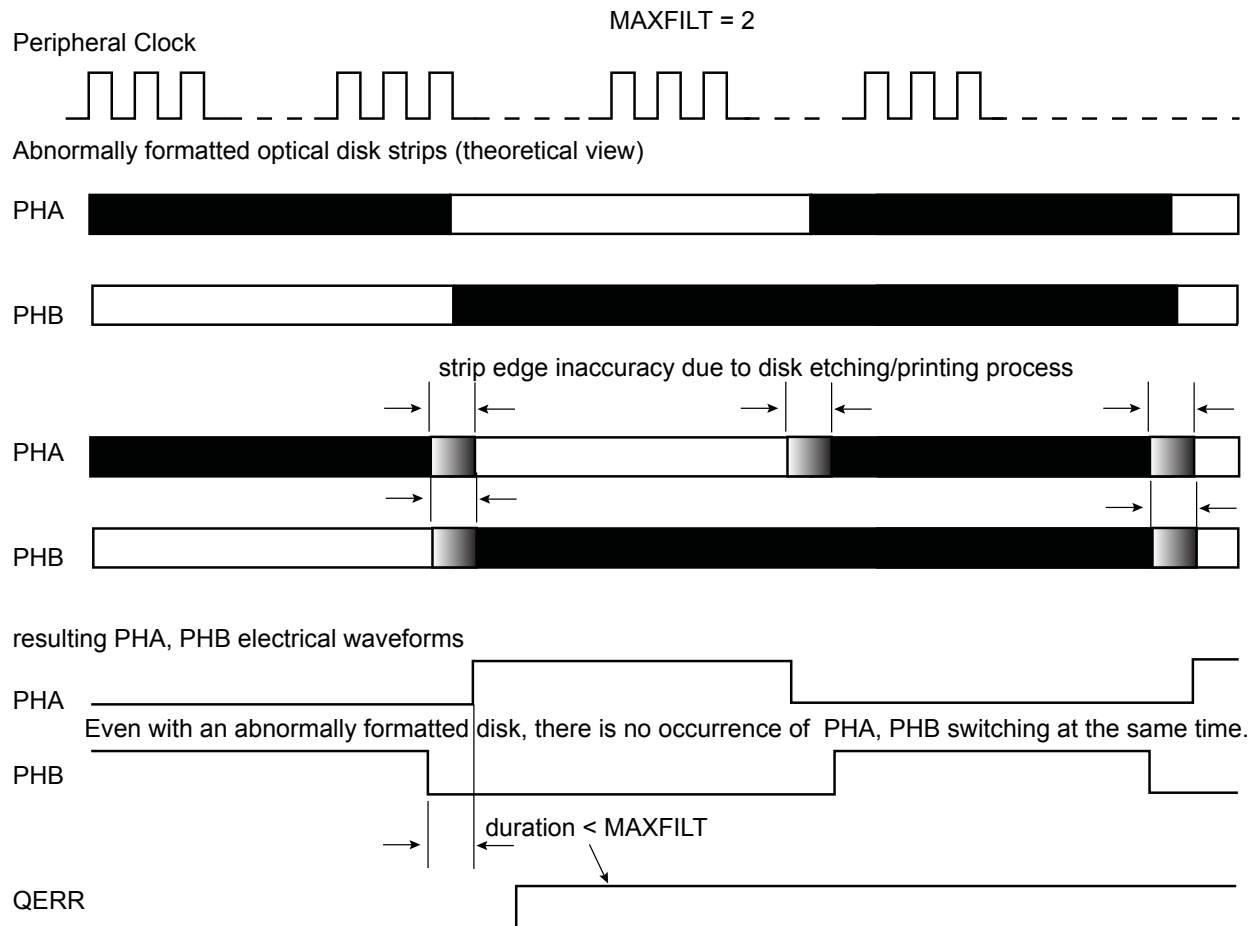 MAXFILT = 2
Peripheral Clock
Abnormally formatted optical disk strips (theoretical view)
PHA
PHB
strip edge inaccuracy due to disk etching/printing process
PHA
PHB
resulting PHA, PHB electrical waveforms
PHA
Even with an abnormally formatted disk, there is no occurrence of PHA, PHB switching at the same time.
PHB
duration < MAXFILT
QERR